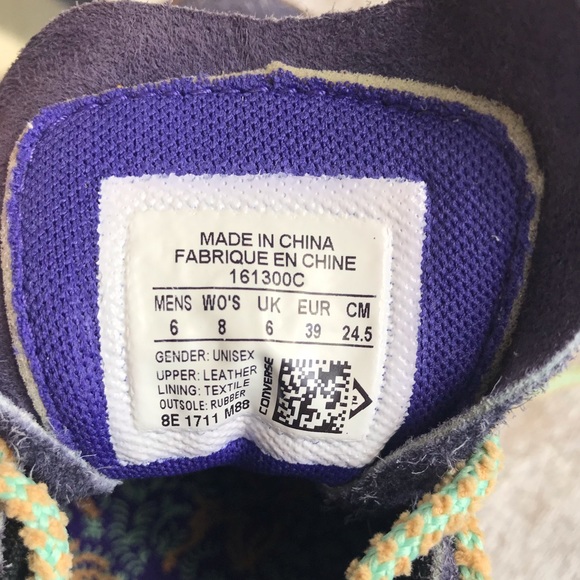 MADE IN CHINA
FABRIQUE EN CHINE
161300C
MENS WO'S UK EUR CM
6 8 6 39 24.5
GENDER: UNISEX
UPPER: LEATHER
LINING: TEXTILE
OUTSOLE: RUBBER
8E 1711 M88
CONVERSE
TM